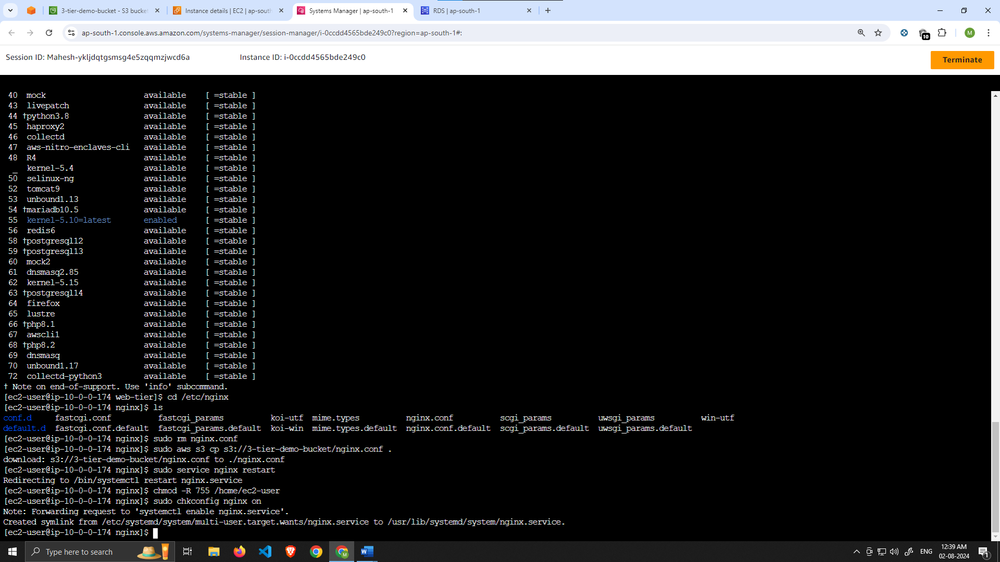 3-tier-demo-bucket - S3 bucket
Instance details | EC2 | ap-south
Systems Manager | ap-south-1
RDS | ap-south-1
ap-south-1.console.aws.amazon.com/systems-manager/session-manager/i-0ccdd4565bde249c0?region=ap-south-1#:
10
M
Session ID: Mahesh-ykljdqtgsmsg4e5zqqmzjwcd6a
Instance ID: i-0ccdd4565bde249c0
Terminate
40 mock available [ =stable ]
43 livepatch available [ =stable ]
44 †python3.8 available [ =stable ]
45 haproxy2 available [ =stable ]
46 collectd available [ =stable ]
47 aws-nitro-enclaves-cli available [ =stable ]
48 R4 available [ =stable ]
_ kernel-5.4 available [ =stable ]
50 selinux-ng available [ =stable ]
52 tomcat9 available [ =stable ]
53 unbound1.13 available [ =stable ]
54 †mariadb10.5 available [ =stable ]
55 kernel-5.10=latest enabled [ =stable ]
56 redis6 available [ =stable ]
58 †postgresql12 available [ =stable ]
59 †postgresql13 available [ =stable ]
60 mock2 available [ =stable ]
61 dnsmasq2.85 available [ =stable ]
62 kernel-5.15 available [ =stable ]
63 †postgresql14 available [ =stable ]
64 firefox available [ =stable ]
65 lustre available [ =stable ]
66 †php8.1 available [ =stable ]
67 awscli1 available [ =stable ]
68 †php8.2 available [ =stable ]
69 dnsmasq available [ =stable ]
70 unbound1.17 available [ =stable ]
72 collectd-python3 available [ =stable ]
† Note on end-of-support. Use 'info' subcommand.
[ec2-user@ip-10-0-0-174 web-tier]$ cd /etc/nginx
[ec2-user@ip-10-0-0-174 nginx]$ ls
conf.d fastcgi.conf fastcgi_params koi-utf mime.types nginx.conf scgi_params uwsgi_params win-utf
default.d fastcgi.conf.default fastcgi_params.default koi-win mime.types.default nginx.conf.default scgi_params.default uwsgi_params.default
[ec2-user@ip-10-0-0-174 nginx]$ sudo rm nginx.conf
[ec2-user@ip-10-0-0-174 nginx]$ sudo aws s3 cp s3://3-tier-demo-bucket/nginx.conf .
download: s3://3-tier-demo-bucket/nginx.conf to ./nginx.conf
[ec2-user@ip-10-0-0-174 nginx]$ sudo service nginx restart
Redirecting to /bin/systemctl restart nginx.service
[ec2-user@ip-10-0-0-174 nginx]$ chmod -R 755 /home/ec2-user
[ec2-user@ip-10-0-0-174 nginx]$ sudo chkconfig nginx on
Note: Forwarding request to 'systemctl enable nginx.service'.
Created symlink from /etc/systemd/system/multi-user.target.wants/nginx.service to /usr/lib/systemd/system/nginx.service.
[ec2-user@ip-10-0-0-174 nginx]$
Type here to search
M
W
ENG
12:39 AM
02-08-2024
1